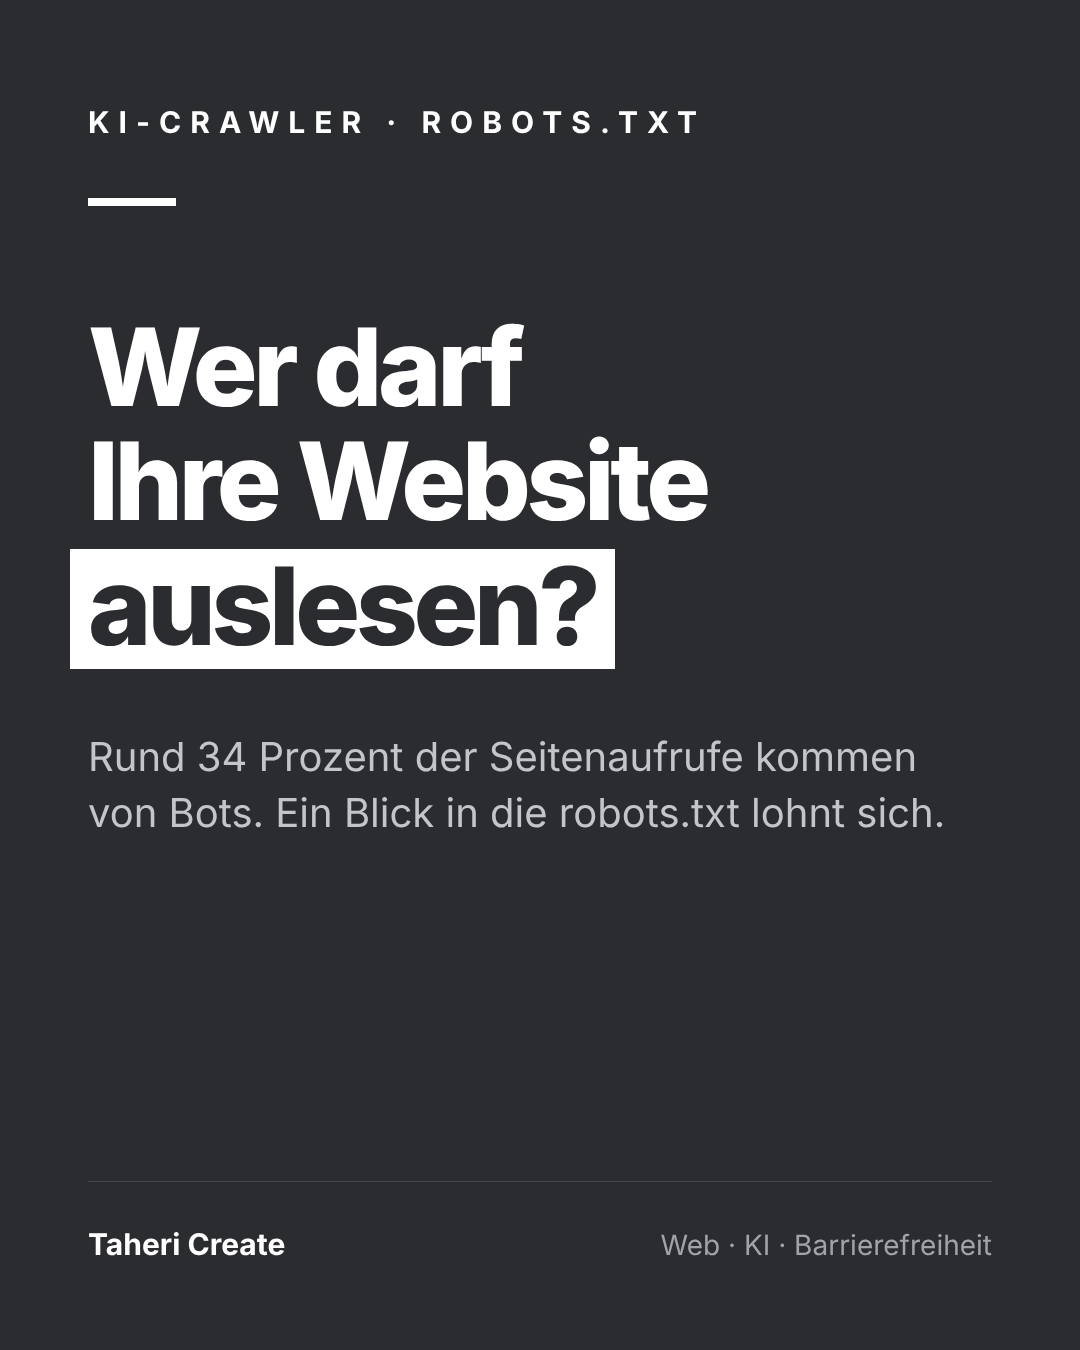 KI-CRAWLER · ROBOTS.TXT
Wer darf
Ihre Website
auslesen?
Rund 34 Prozent der Seitenaufrufe kommen
von Bots. Ein Blick in die robots.txt lohnt sich.
Taheri Create
Web · KI · Barrierefreiheit